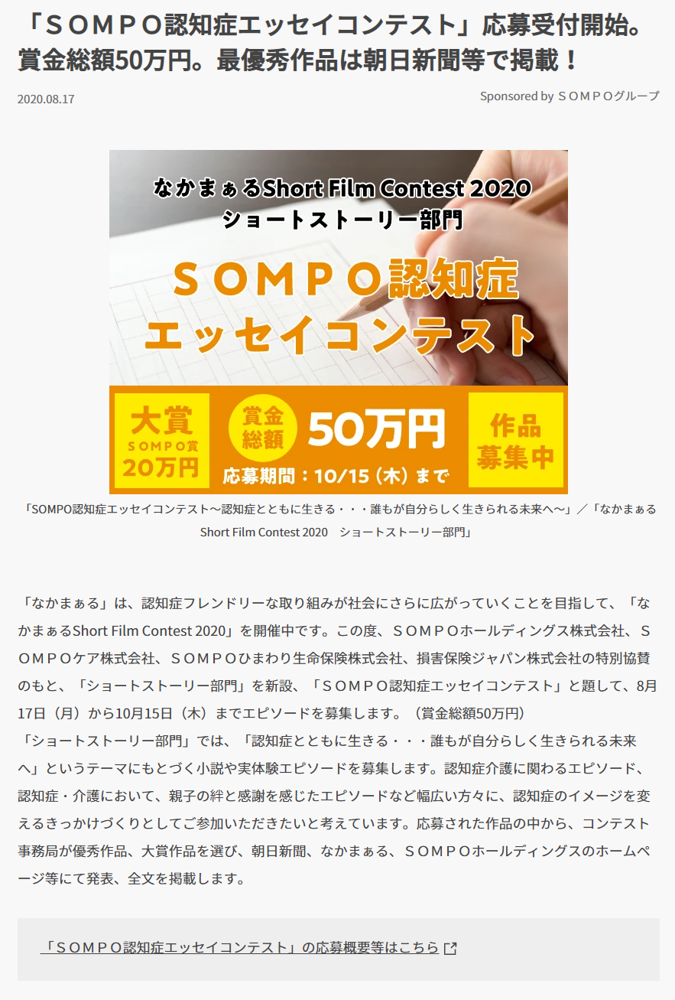 「ＳＯＭＰＯ認知症エッセイコンテスト」応募受付開始。
賞金総額50万円。最優秀作品は朝日新聞等で掲載！
2020.08.17
Sponsored by ＳＯＭＰＯグループ
なかまぁるShort Film Contest 2020
ショートストーリー部門
ＳＯＭＰＯ認知症
エッセイコンテスト
大賞
SOMPO賞
20万円
賞金
総額
50万円
応募期間：10/15（木）まで
作品
募集中
「SOMPO認知症エッセイコンテスト～認知症とともに生きる・・・誰もが自分らしく生きられる未来へ～」／「なかまぁる
Short Film Contest 2020　ショートストーリー部門」
「なかまぁる」は、認知症フレンドリーな取り組みが社会にさらに広がっていくことを目指して、「な
かまぁるShort Film Contest 2020」を開催中です。この度、ＳＯＭＰＯホールディングス株式会社、Ｓ
ＯＭＰＯケア株式会社、ＳＯＭＰＯひまわり生命保険株式会社、損害保険ジャパン株式会社の特別協賛
のもと、「ショートストーリー部門」を新設、「ＳＯＭＰＯ認知症エッセイコンテスト」と題して、8月
17日（月）から10月15日（木）までエピソードを募集します。（賞金総額50万円）
「ショートストーリー部門」では、「認知症とともに生きる・・・誰もが自分らしく生きられる未来
へ」というテーマにもとづく小説や実体験エピソードを募集します。認知症介護に関わるエピソード、
認知症・介護において、親子の絆と感謝を感じたエピソードなど幅広い方々に、認知症のイメージを変
えるきっかけづくりとしてご参加いただきたいと考えています。応募された作品の中から、コンテスト
事務局が優秀作品、大賞作品を選び、朝日新聞、なかまぁる、ＳＯＭＰＯホールディングスのホームペ
ージ等にて発表、全文を掲載します。
「ＳＯＭＰＯ認知症エッセイコンテスト」の応募概要等はこちら